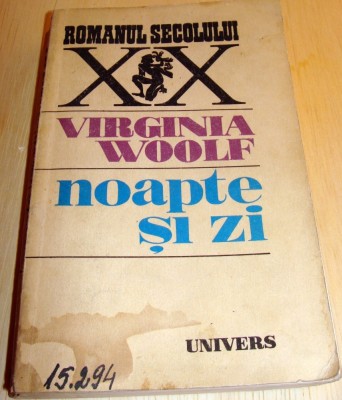 ROMANUL SECOLULUI
XX
VIRGINIA
WOOLF
noapte
și zi
UNIVERS
15.294